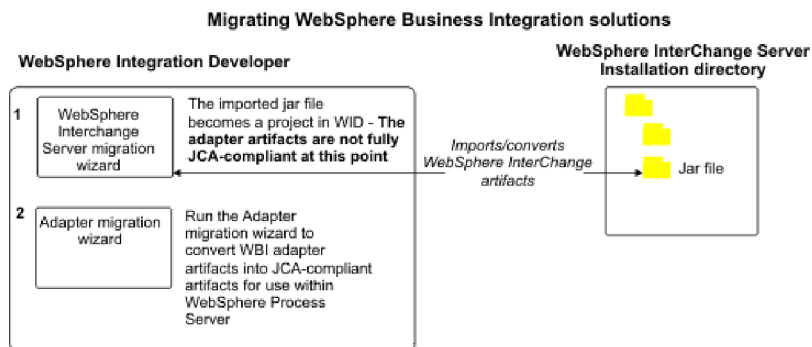 Migrating WebSphere Business Integration solutions
WebSphere Integration Developer
WebSphere InterChange Server
Installation directory
1
WebSphere
Interchange
Server migration
wizard
The imported jar file
becomes a project in WID - The
adapter artifacts are not fully
JCA-compliant at this point
Imports/converts
WebSphere InterChange
artifacts
Jar file
2
Adapter migration
wizard
Run the Adapter
migration wizard to
convert WBI adapter
artifacts into JCA-compliant
artifacts for use within
WebSphere Process
Server